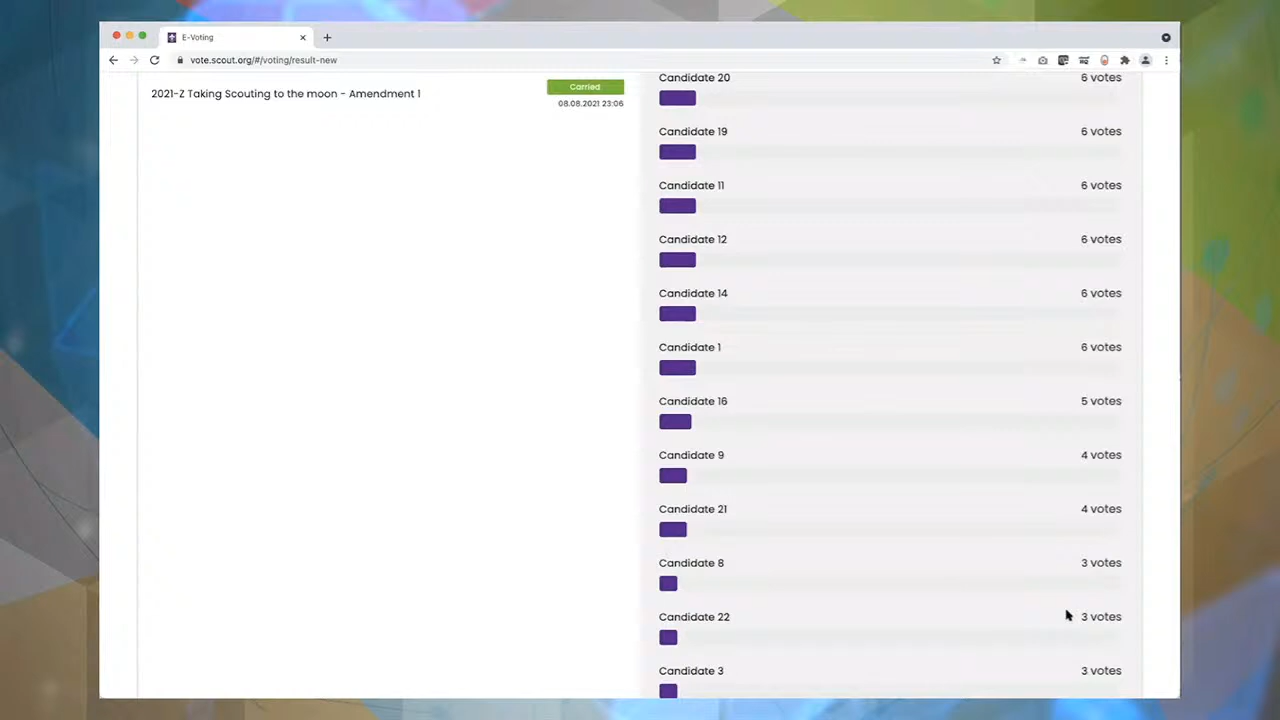 E-Voting
vote.scout.org/#/voting/result-new
2021-Z Taking Scouting to the moon - Amendment 1
Carried
08.08.2021 23:06
Candidate 20 6 votes
Candidate 19 6 votes
Candidate 11 6 votes
Candidate 12 6 votes
Candidate 14 6 votes
Candidate 1 6 votes
Candidate 16 5 votes
Candidate 9 4 votes
Candidate 21 4 votes
Candidate 8 3 votes
Candidate 22 3 votes
Candidate 3 3 votes